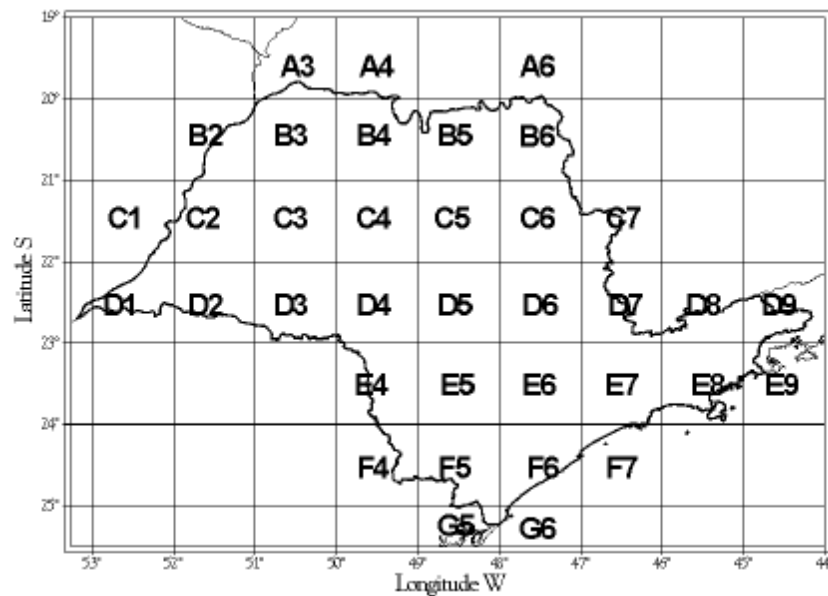 19°
A3 A4 A6
20°
B2 B3 B4 B5 B6
21°
C1 C2 C3 C4 C5 C6 C7
22°
Latitude S
D1 D2 D3 D4 D5 D6 D7 D8 D9
23°
E4 E5 E6 E7 E8 E9
24°
F4 F5 F6 F7
25°
G5 G6
53° 52° 51° 50° 49° 48° 47° 46° 45° 44
Longitude W